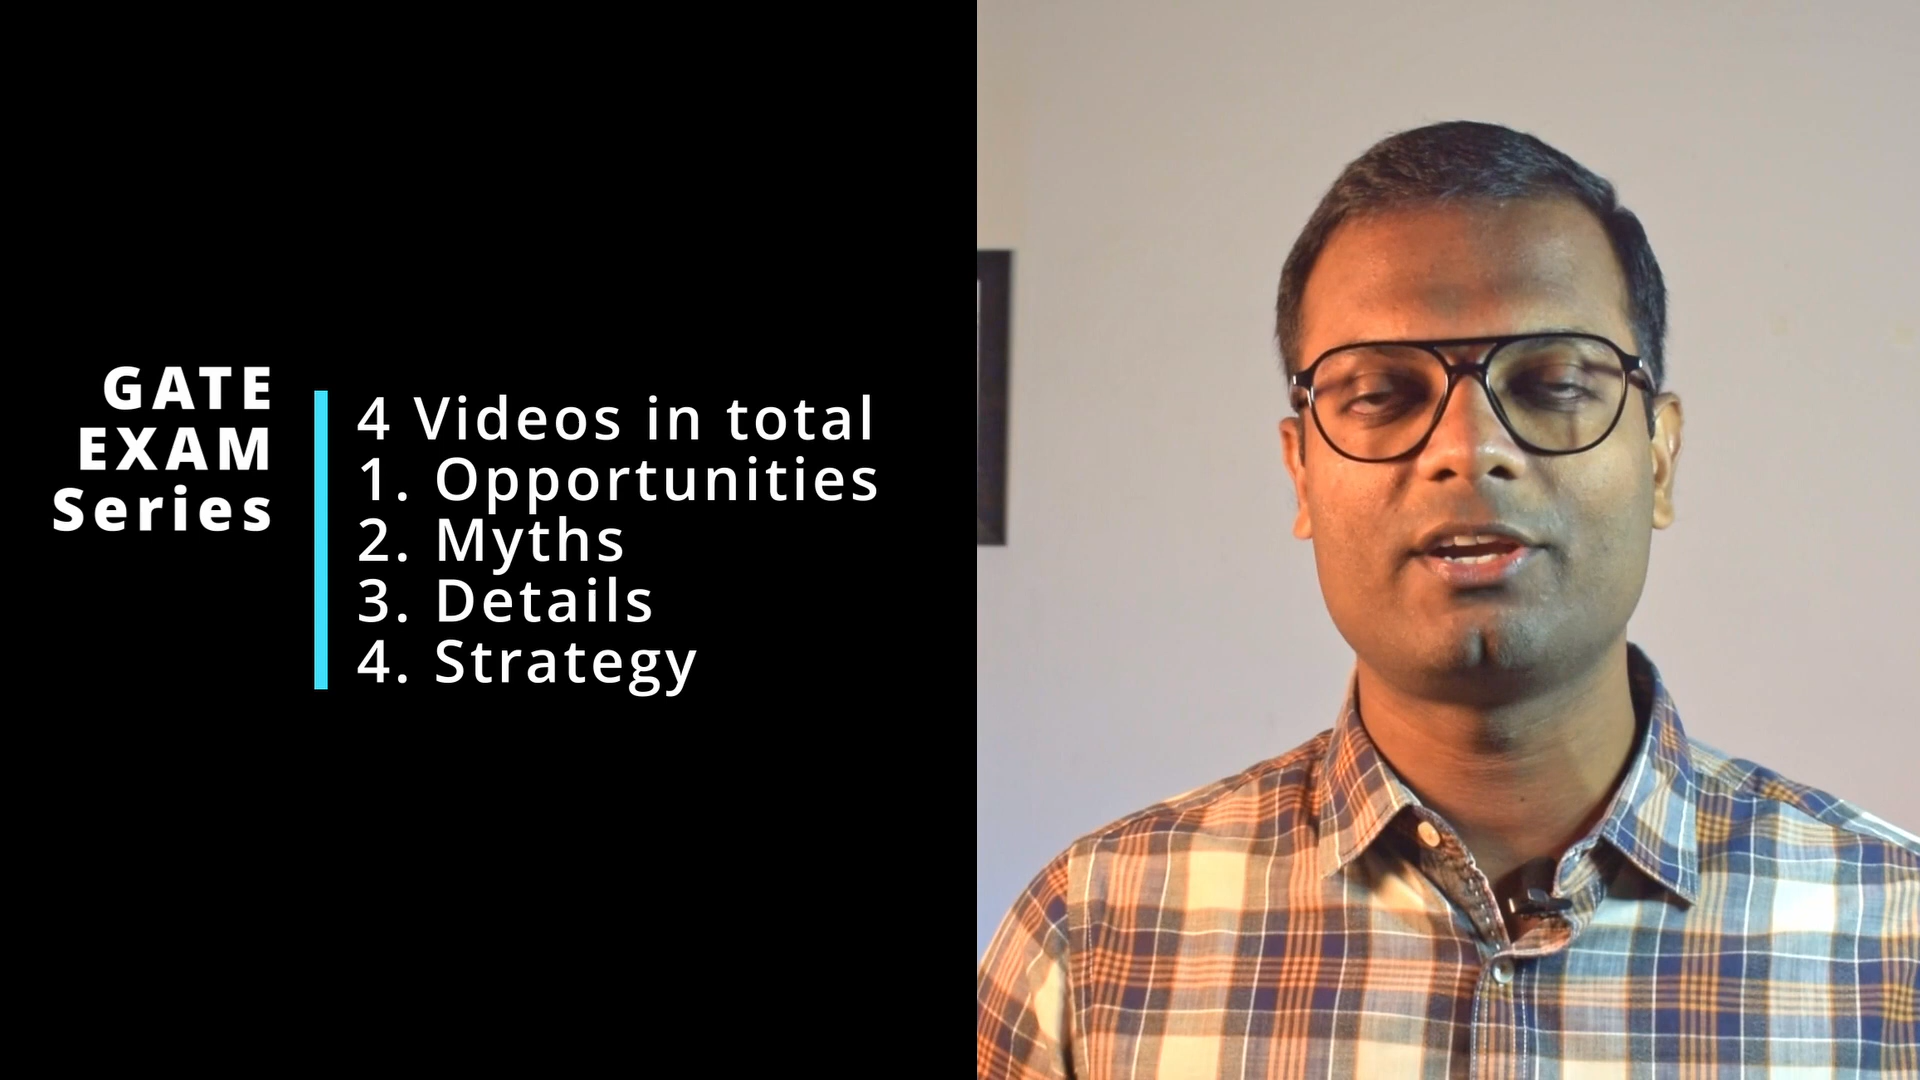 GATE
EXAM
Series
4 Videos in total
1. Opportunities
2. Myths
3. Details
4. Strategy